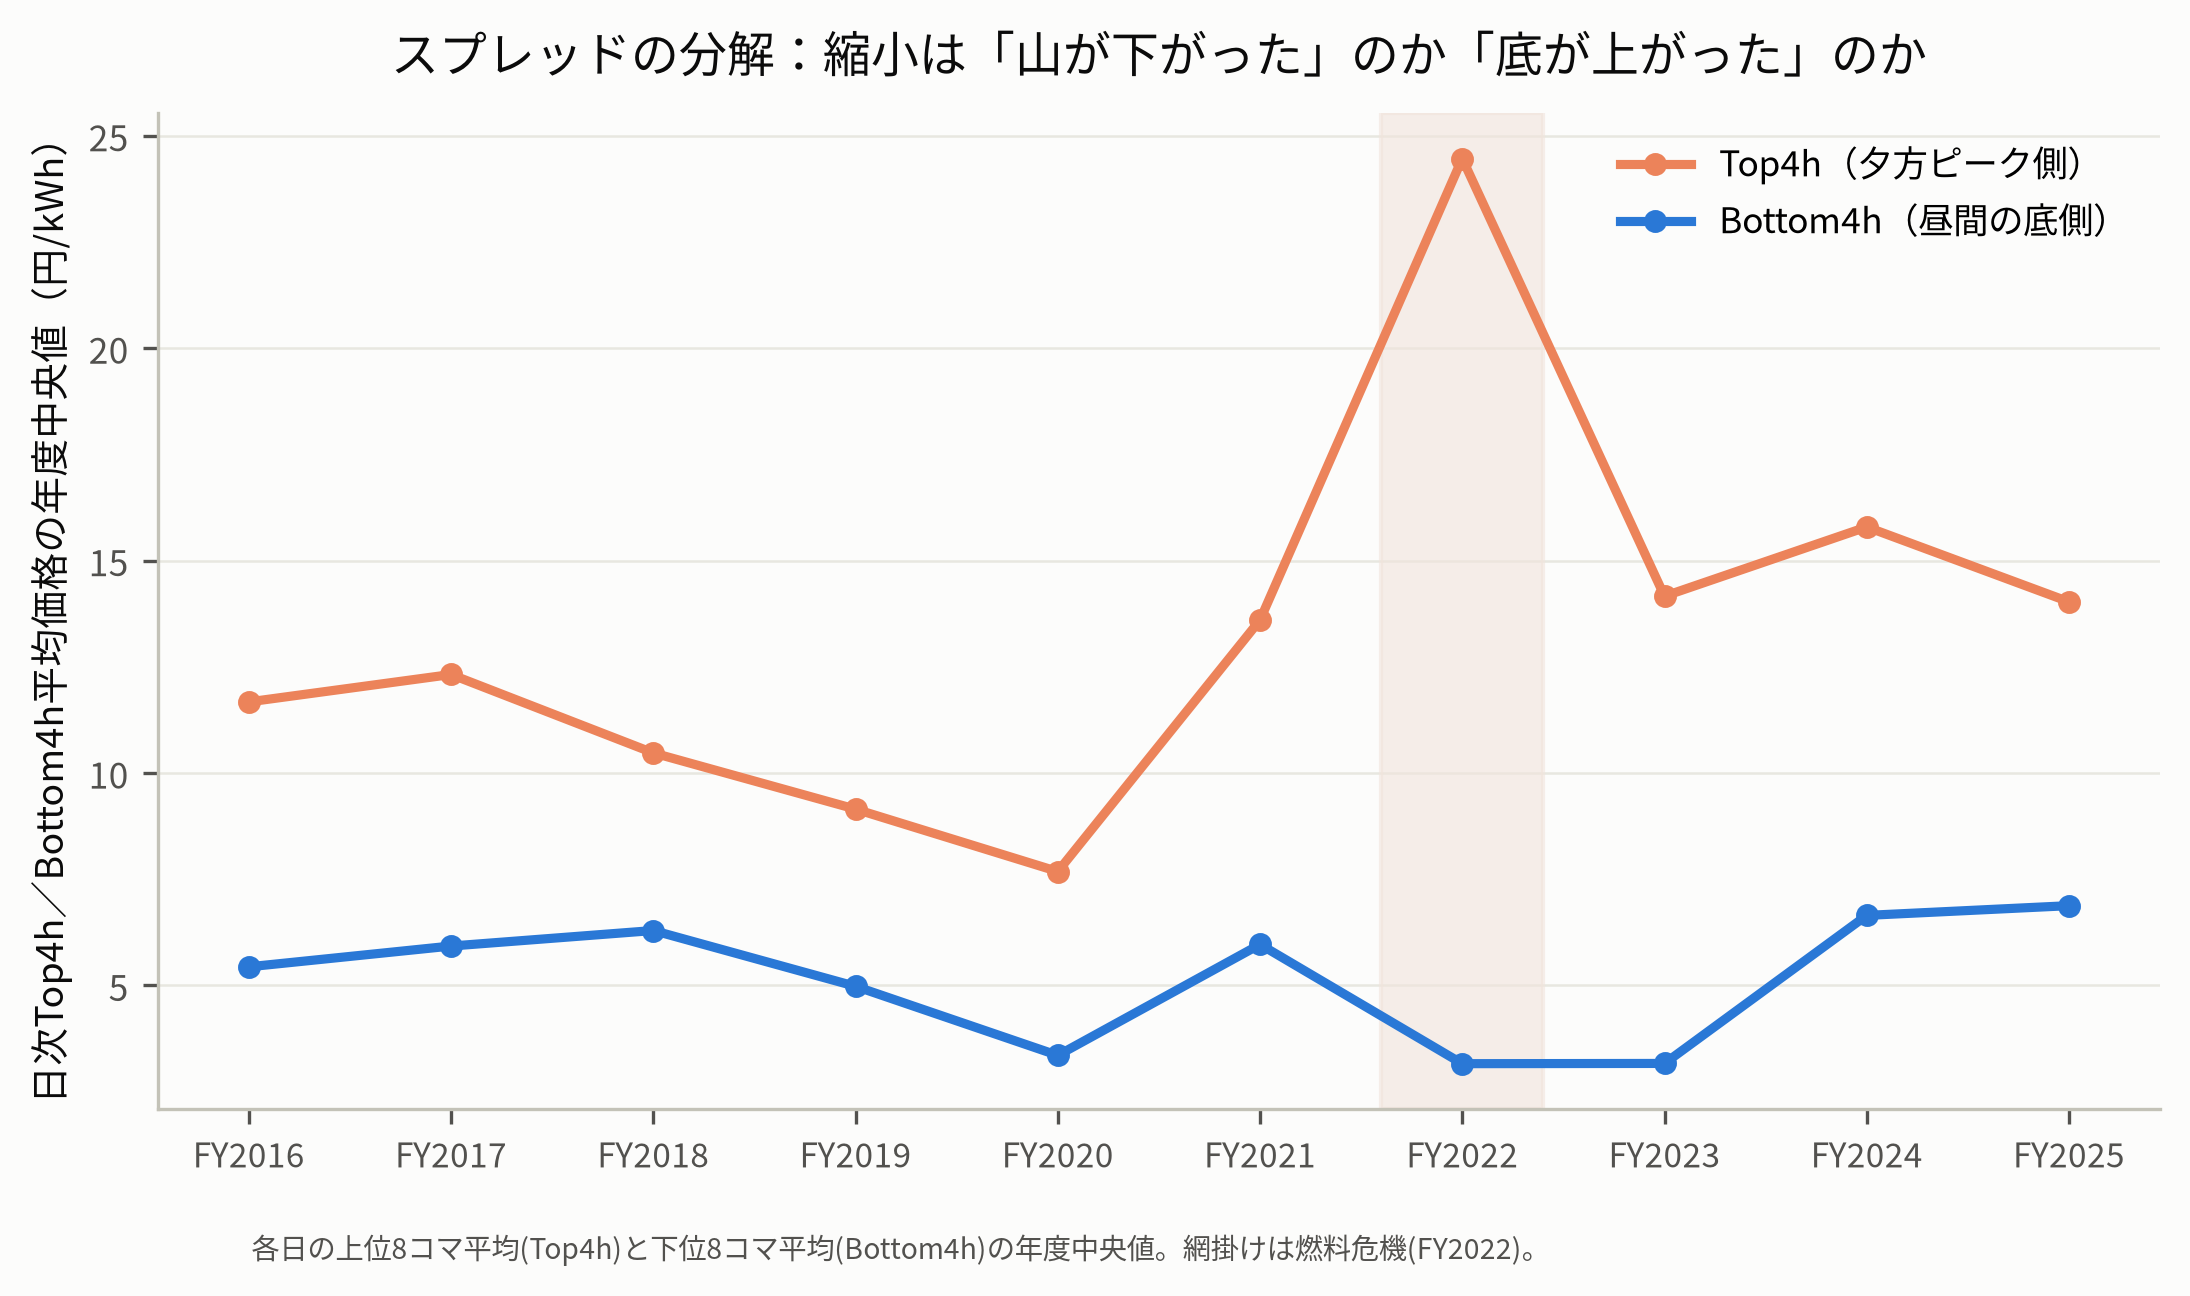 スプレッドの分解：縮小は「山が下がった」のか「底が上がった」のか
日次Top4h／Bottom4h平均価格の年度中央値（円/kWh）
25
20
15
10
5
Top4h（夕方ピーク側）
Bottom4h（昼間の底側）
FY2016 FY2017 FY2018 FY2019 FY2020 FY2021 FY2022 FY2023 FY2024 FY2025
各日の上位8コマ平均(Top4h)と下位8コマ平均(Bottom4h)の年度中央値。網掛けは燃料危機(FY2022)。